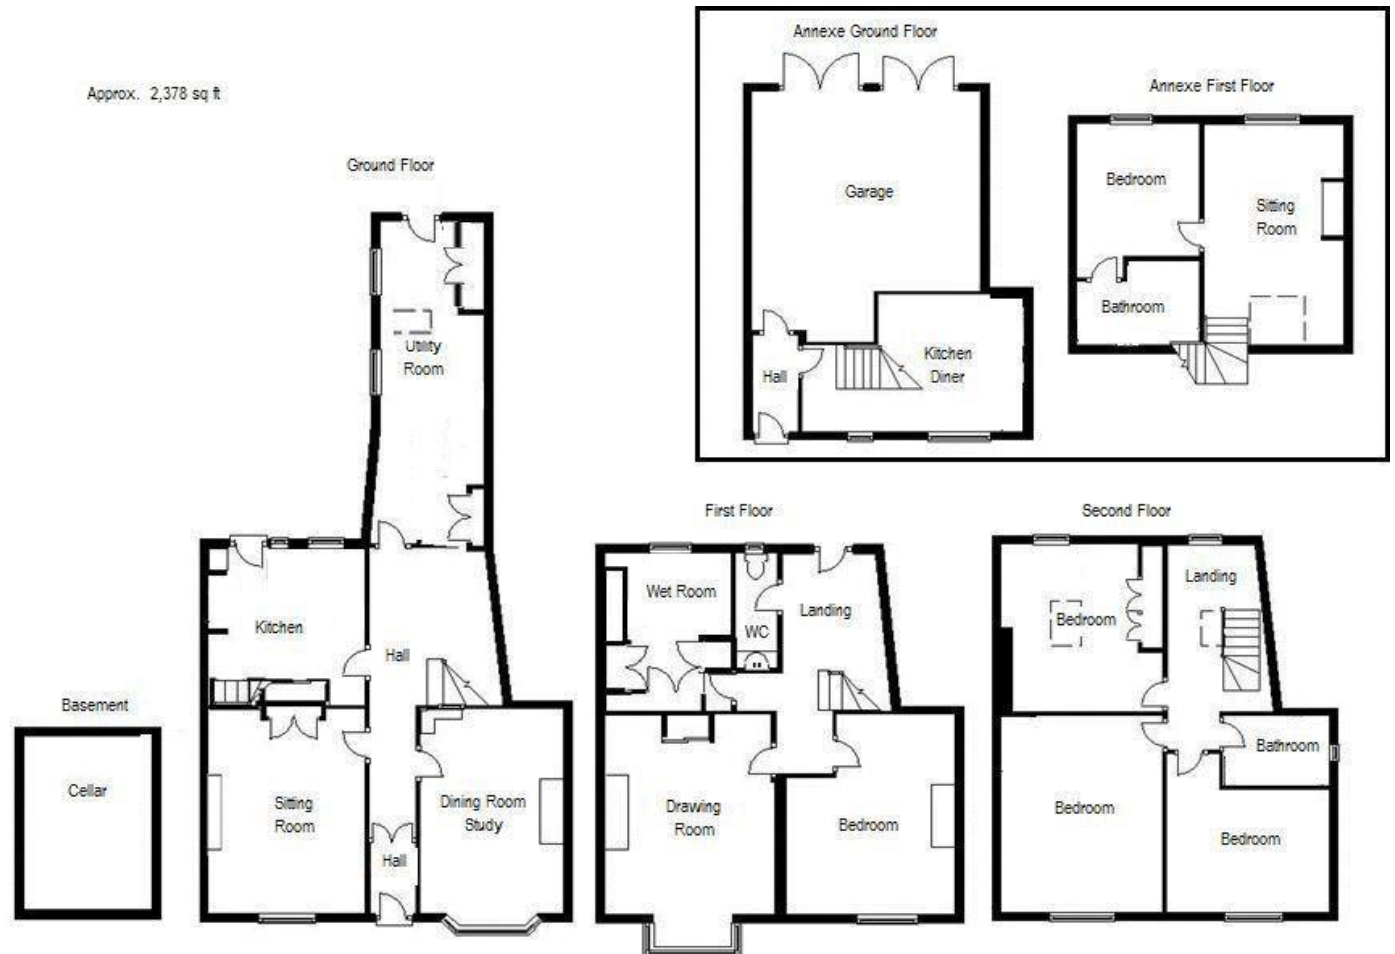 Annexe Ground Floor
Approx. 2,378 sq ft
Annexe First Floor
Ground Floor
Garage
Bedroom
Sitting
Room
Bathroom
Utility
Room
Kitchen
Diner
Hall
First Floor
Second Floor
Wet Room
WC
Landing
Landing
Bedroom
Kitchen
Hall
Basement
Cellar
Sitting
Room
Dining Room
Study
Hall
Drawing
Room
Bedroom
Bathroom
Bedroom
Bedroom